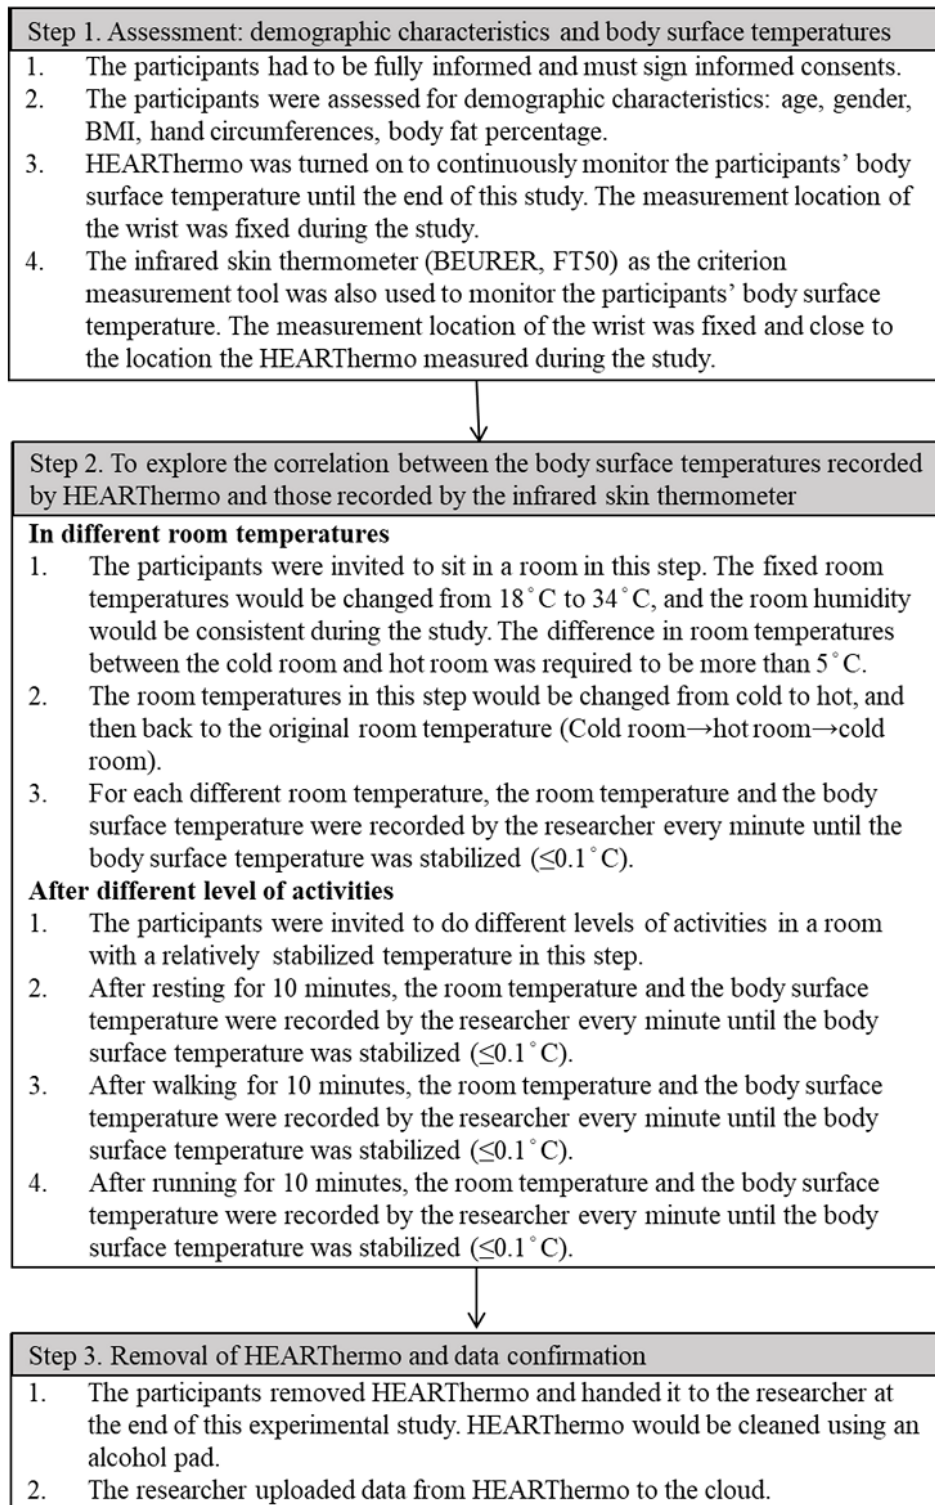 Step 1. Assessment: demographic characteristics and body surface temperatures
1. The participants had to be fully informed and must sign informed consents.
2. The participants were assessed for demographic characteristics: age, gender,
BMI, hand circumferences, body fat percentage.
3. HEARThermo was turned on to continuously monitor the participants’ body
surface temperature until the end of this study. The measurement location of
the wrist was fixed during the study.
4. The infrared skin thermometer (BEURER, FT50) as the criterion
measurement tool was also used to monitor the participants’ body surface
temperature. The measurement location of the wrist was fixed and close to
the location the HEARThermo measured during the study.
Step 2. To explore the correlation between the body surface temperatures recorded
by HEARThermo and those recorded by the infrared skin thermometer
In different room temperatures
1. The participants were invited to sit in a room in this step. The fixed room
temperatures would be changed from 18˚C to 34˚C, and the room humidity
would be consistent during the study. The difference in room temperatures
between the cold room and hot room was required to be more than 5˚C.
2. The room temperatures in this step would be changed from cold to hot, and
then back to the original room temperature (Cold room→hot room→cold
room).
3. For each different room temperature, the room temperature and the body
surface temperature were recorded by the researcher every minute until the
body surface temperature was stabilized (≤0.1˚C).
After different level of activities
1. The participants were invited to do different levels of activities in a room
with a relatively stabilized temperature in this step.
2. After resting for 10 minutes, the room temperature and the body surface
temperature were recorded by the researcher every minute until the body
surface temperature was stabilized (≤0.1˚C).
3. After walking for 10 minutes, the room temperature and the body surface
temperature were recorded by the researcher every minute until the body
surface temperature was stabilized (≤0.1˚C).
4. After running for 10 minutes, the room temperature and the body surface
temperature were recorded by the researcher every minute until the body
surface temperature was stabilized (≤0.1˚C).
Step 3. Removal of HEARThermo and data confirmation
1. The participants removed HEARThermo and handed it to the researcher at
the end of this experimental study. HEARThermo would be cleaned using an
alcohol pad.
2. The researcher uploaded data from HEARThermo to the cloud.